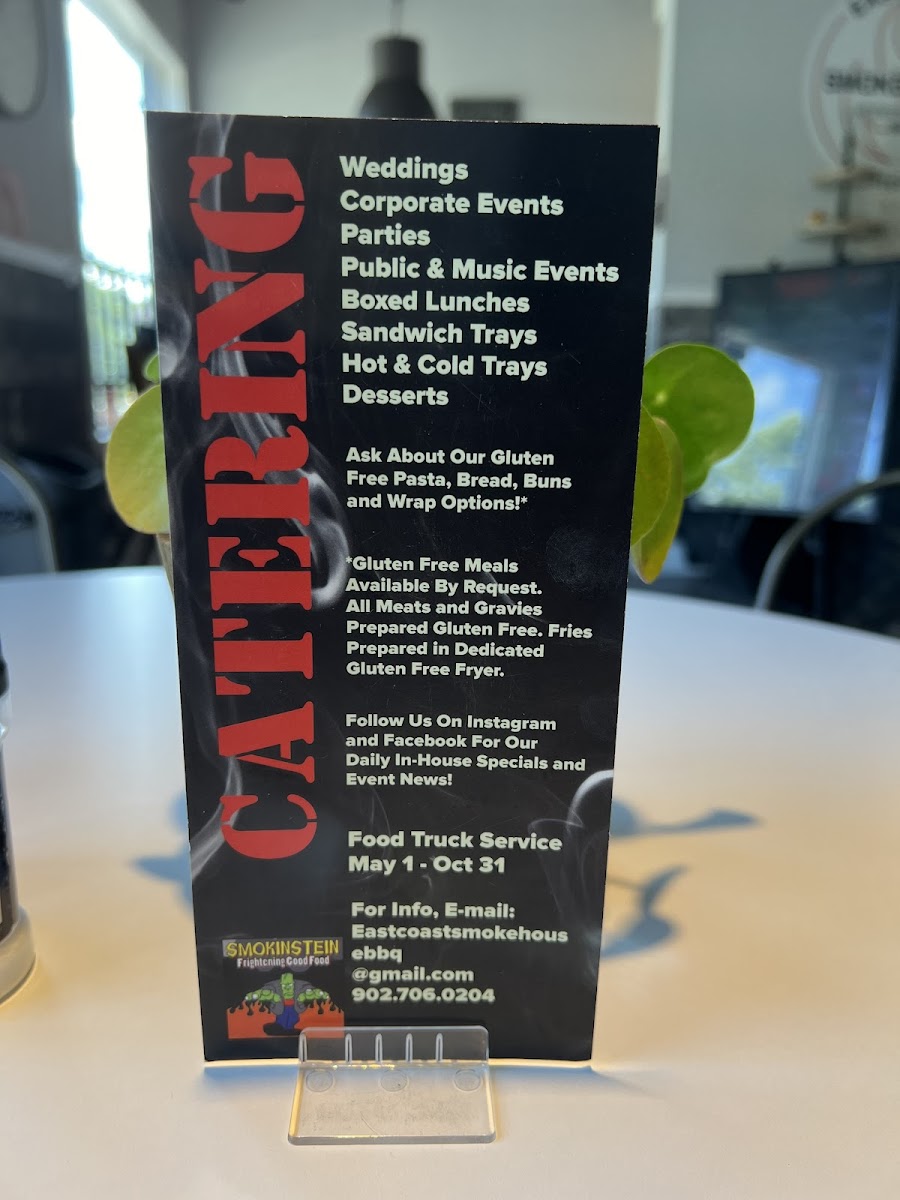 CATERING
Weddings
Corporate Events
Parties
Public & Music Events
Boxed Lunches
Sandwich Trays
Hot & Cold Trays
Desserts
Ask About Our Gluten
Free Pasta, Bread, Buns
and Wrap Options!*
*Gluten Free Meals
Available By Request.
All Meats and Gravies
Prepared Gluten Free. Fries
Prepared in Dedicated
Gluten Free Fryer.
Follow Us On Instagram
and Facebook For Our
Daily In-House Specials and
Event News!
Food Truck Service
May 1 - Oct 31
For Info, E-mail:
Eastcoastsmokehous
ebbq
@gmail.com
902.706.0204
SMOKINSTEIN
Frightening Good Food